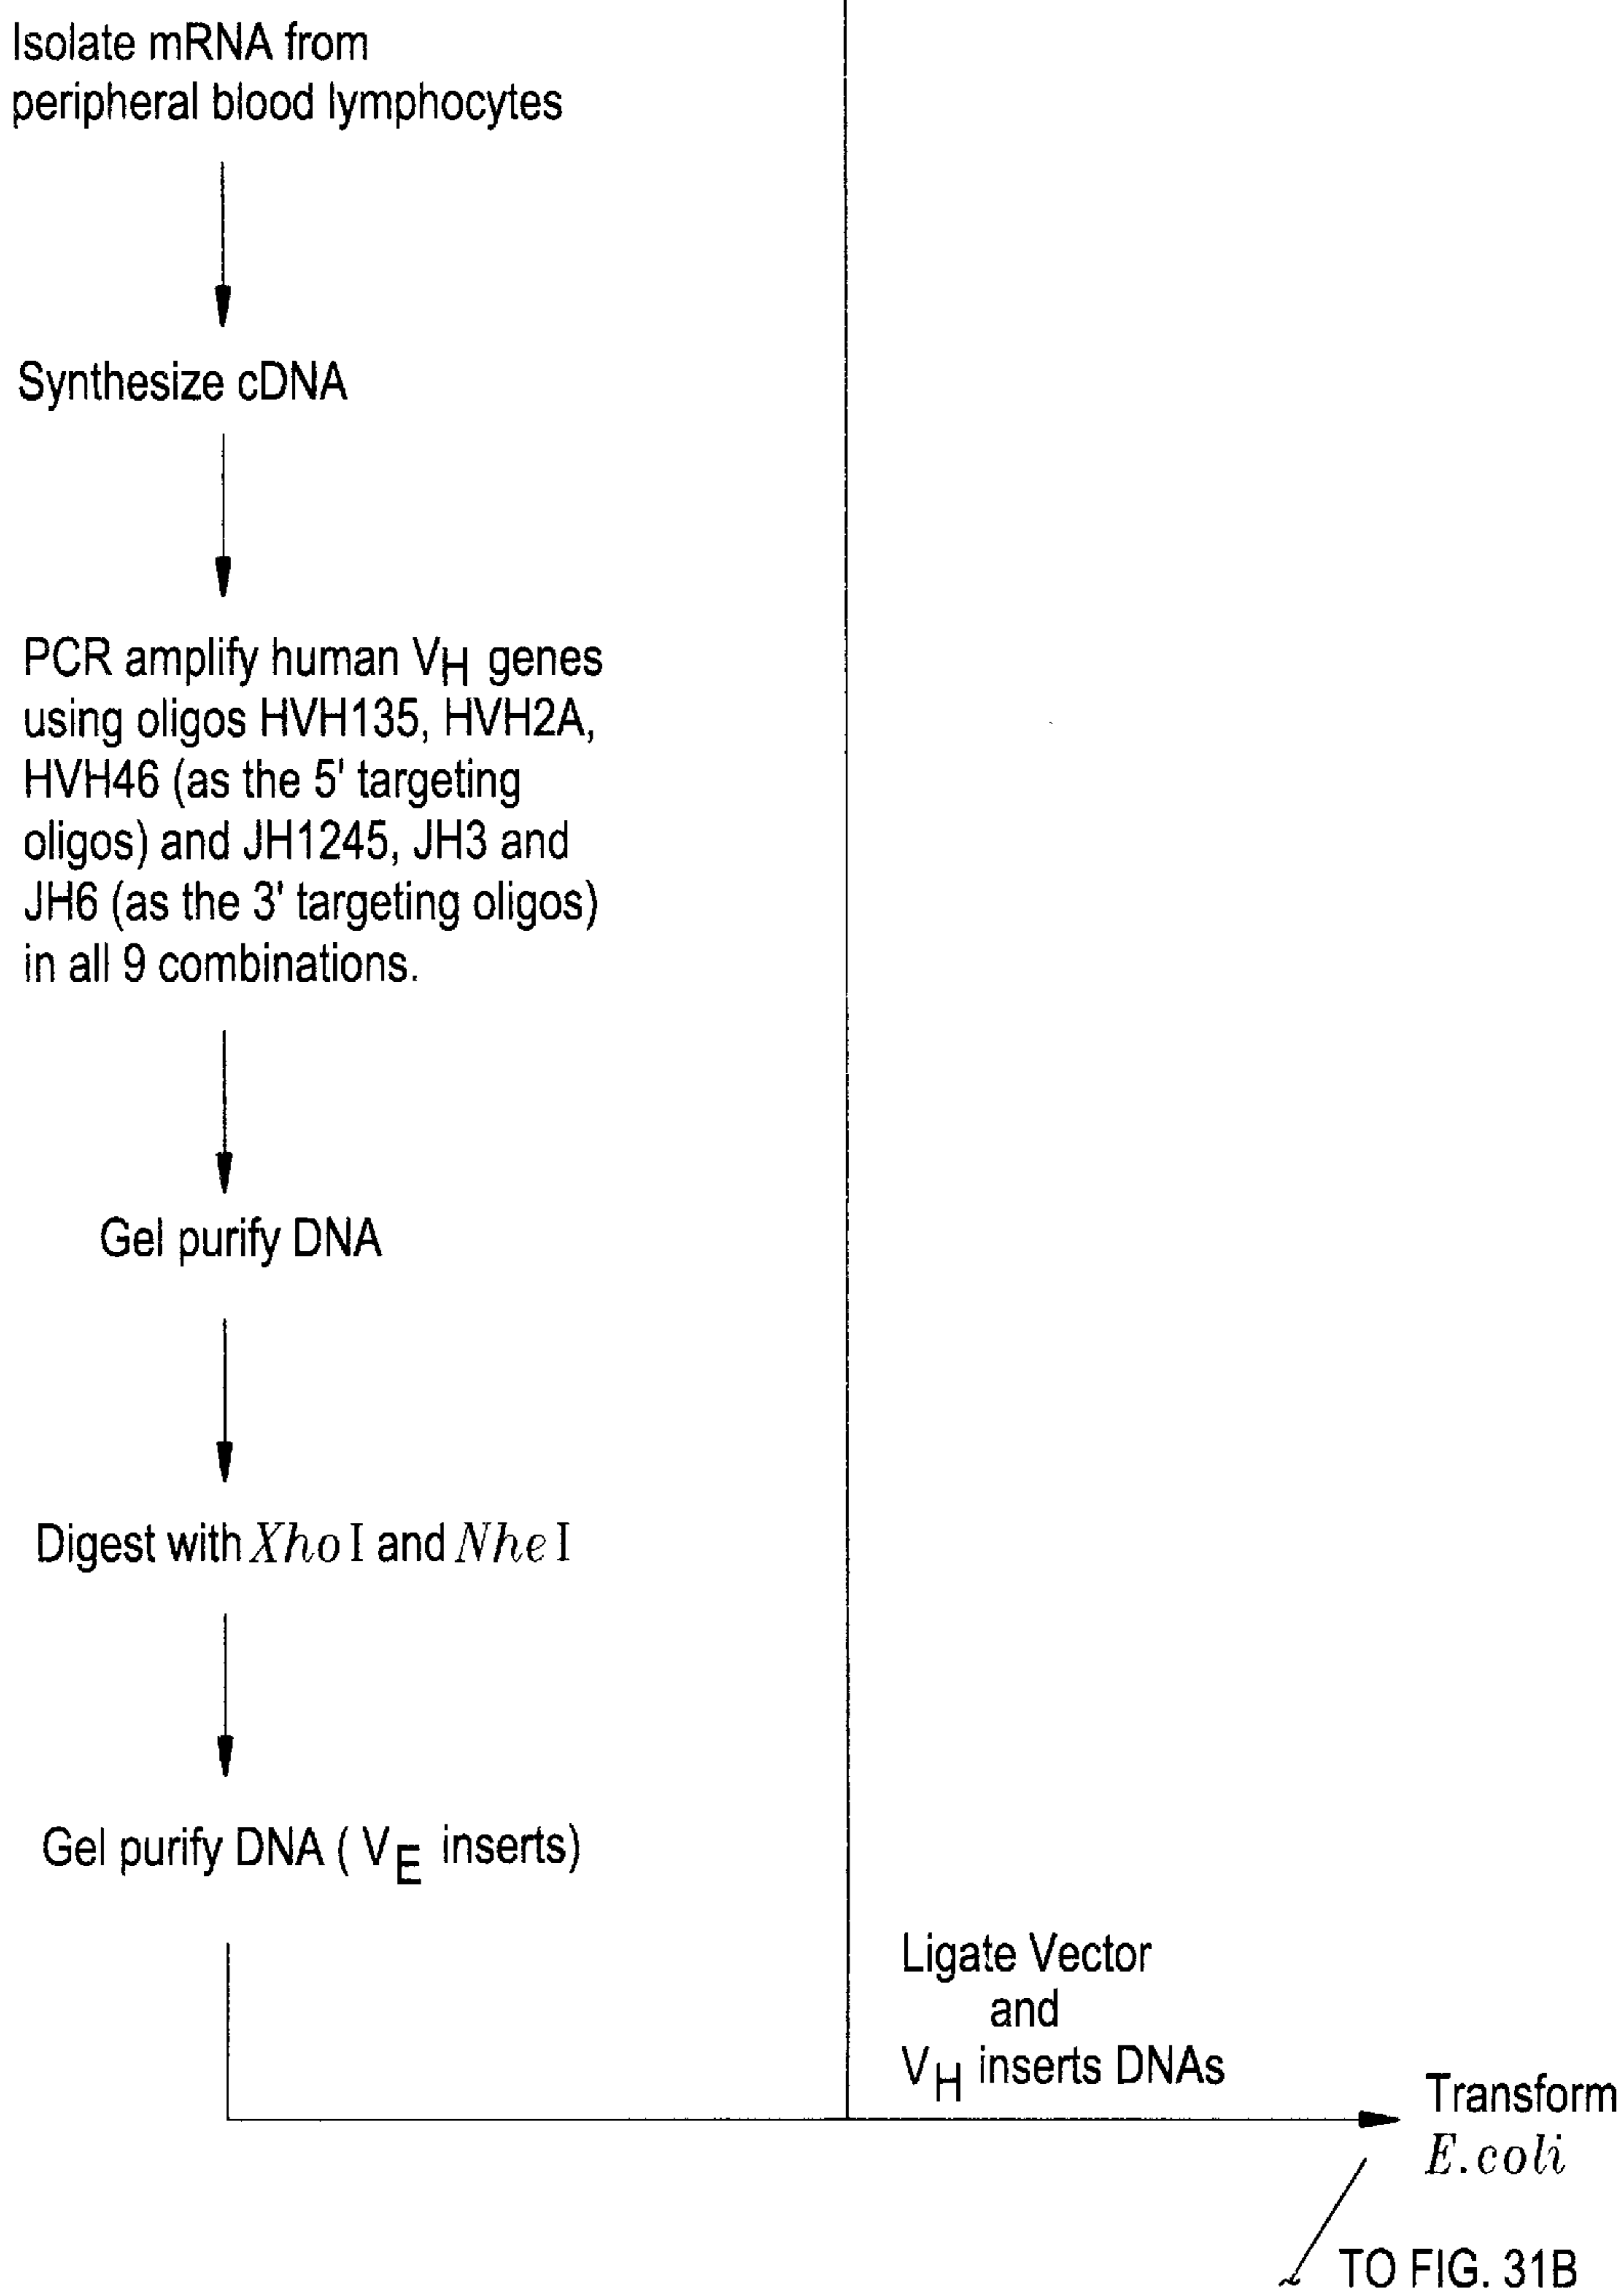 Isolate mRNA from
peripheral blood lymphocytes
Synthesize cDNA
PCR amplify human VH genes
using oligos HVH135, HVH2A,
HVH46 (as the 5' targeting
oligos) and JH1245, JH3 and
JH6 (as the 3' targeting oligos)
in all 9 combinations.
Gel purify DNA
Digest with XhoI and NheI
Gel purify DNA ( VE inserts)
Ligate Vector
and
VH inserts DNAs
Transform
E.coli
TO FIG. 31B